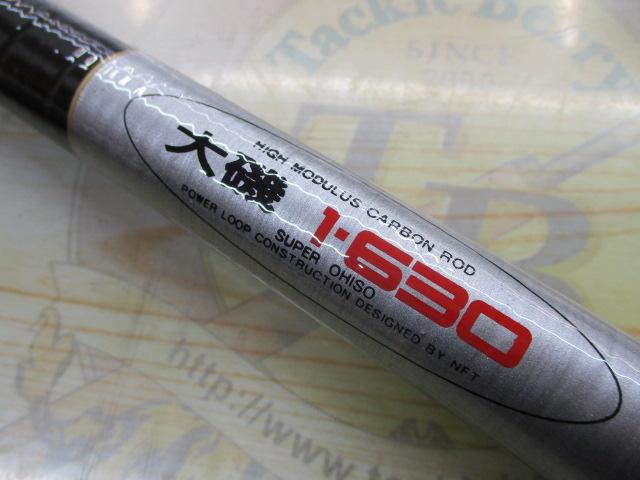 Tackle Berry
SINCE
TB
HIGH MODULUS CARBON ROD
大磯 1-630
SUPER OHISO
POWER LOOP CONSTRUCTION DESIGNED BY NFT
http://www.